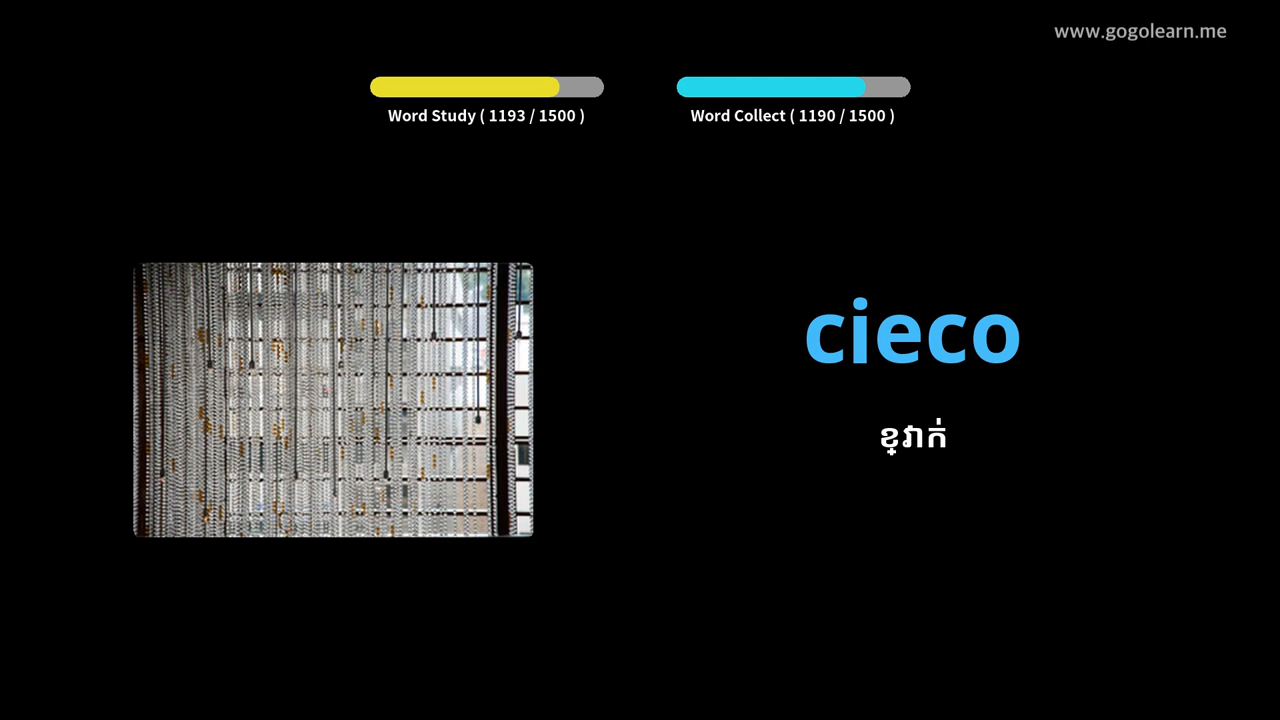 www.gogolearn.me
Word Study ( 1193 / 1500 )
Word Collect ( 1190 / 1500 )
cieco
ខ្វាក់